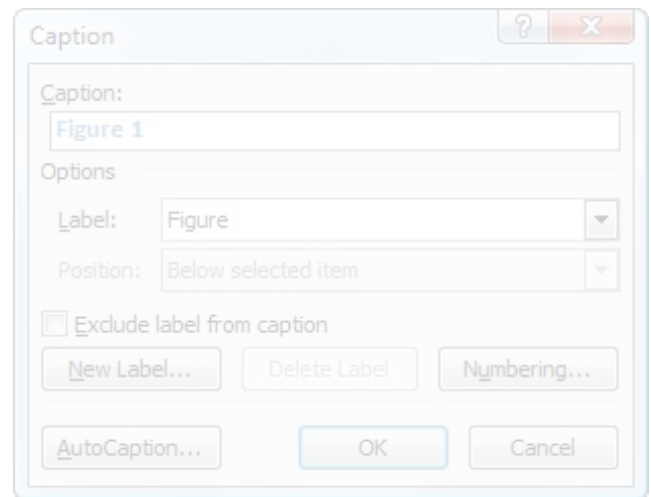 Caption
Caption:
Figure 1
Options
Label: Figure
Position: Below selected item
Exclude label from caption
New Label... Delete Label Numbering...
AutoCaption... OK Cancel